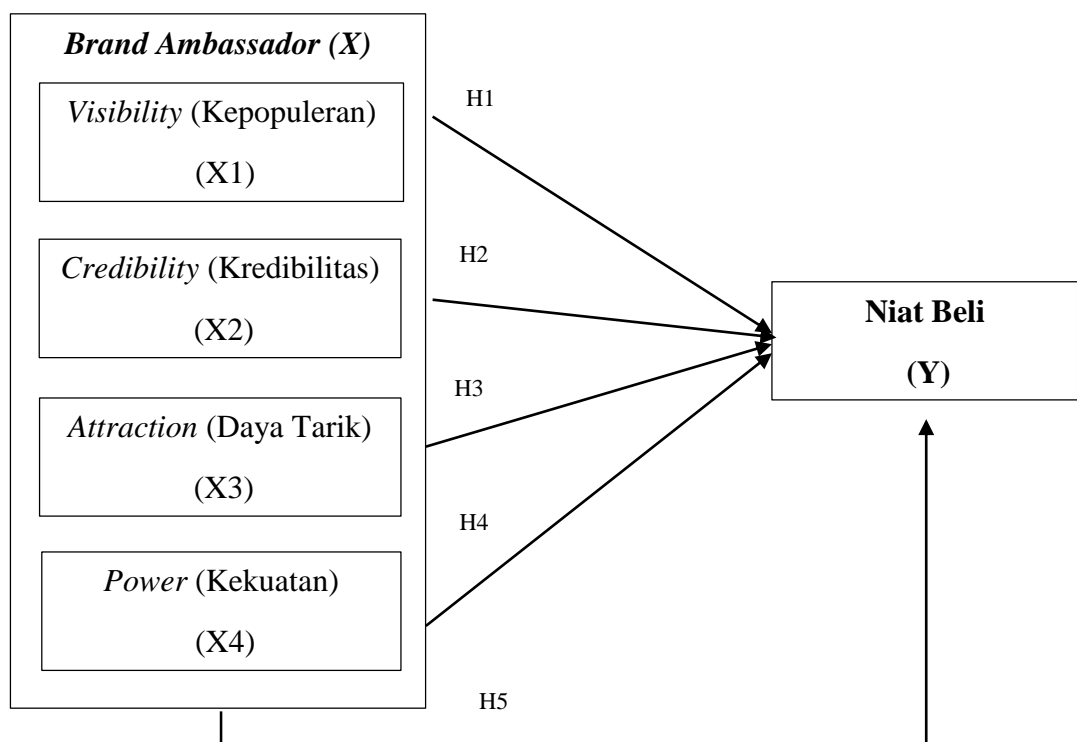 Brand Ambassador (X)
Visibility (Kepopuleran)
(X1)
H1
Credibility (Kredibilitas)
(X2)
H2
Attraction (Daya Tarik)
(X3)
H3
Power (Kekuatan)
(X4)
H4
H5
Niat Beli
(Y)